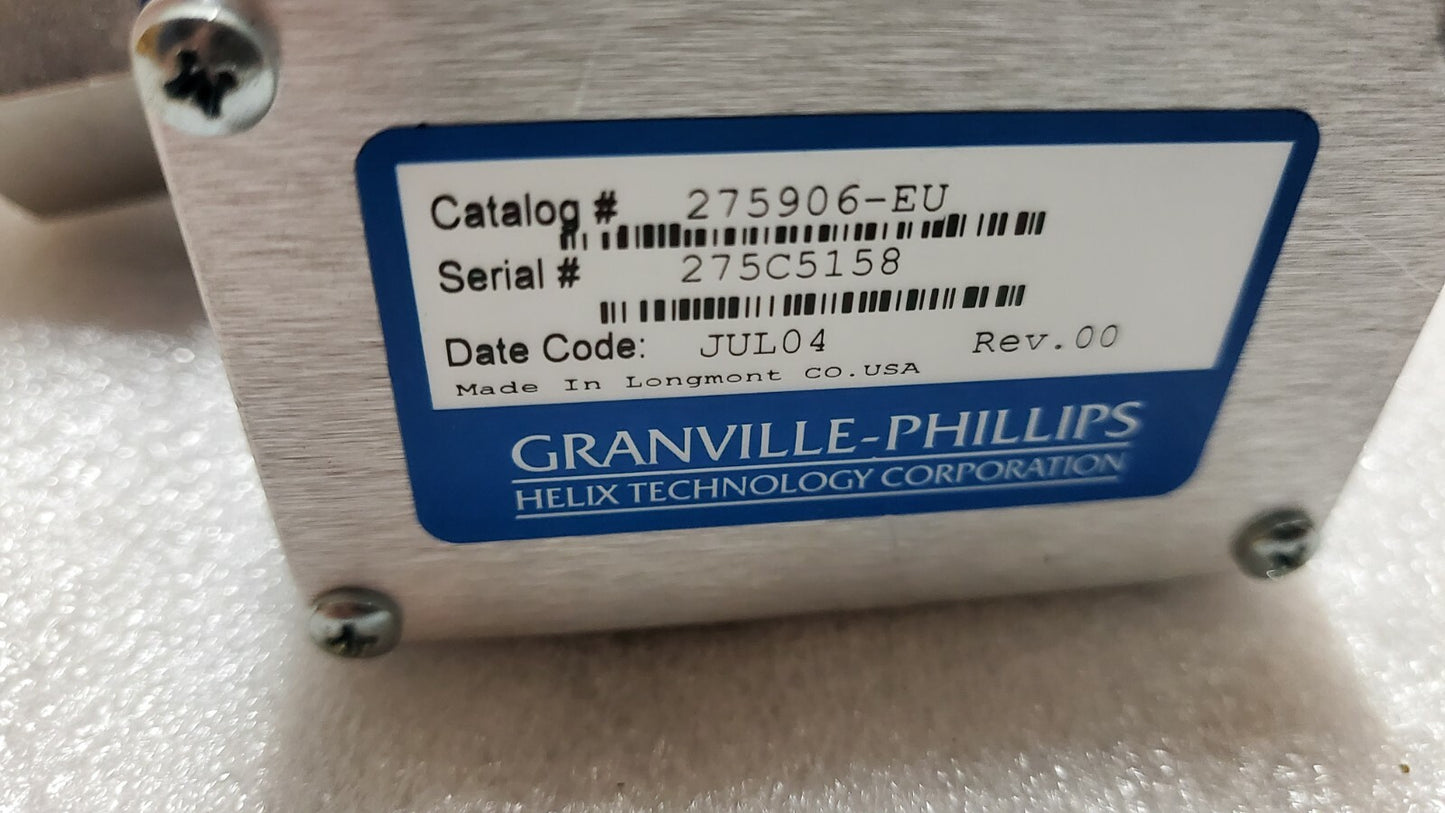 Catalog # 275906-EU
Serial # 275C5158
Date Code: JUL04 Rev.00
Made In Longmont CO.USA
GRANVILLE-PHILLIPS
HELIX TECHNOLOGY CORPORATION